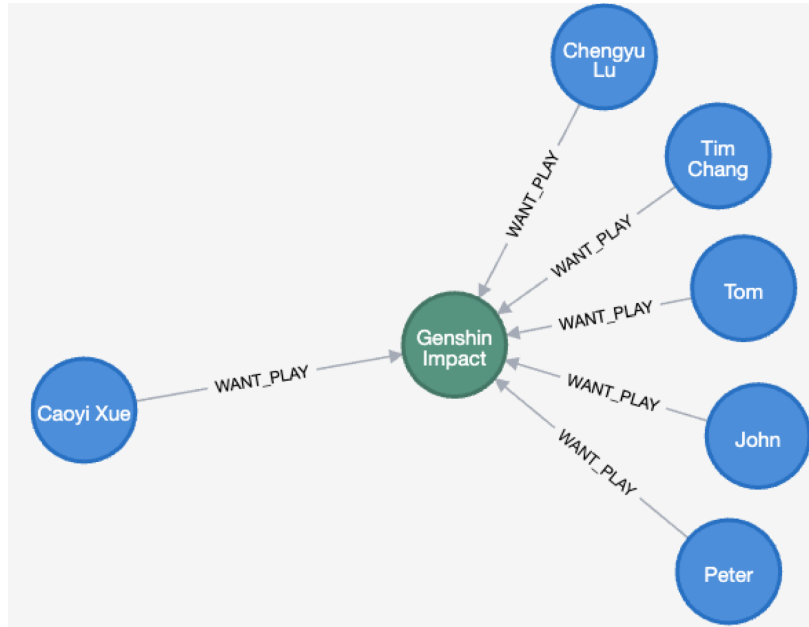 Chengyu
Lu
WANT_PLAY
Tim
Chang
WANT_PLAY
Tom
WANT_PLAY
Genshin
Impact
Caoyi Xue
WANT_PLAY
WANT_PLAY
John
WANT_PLAY
Peter